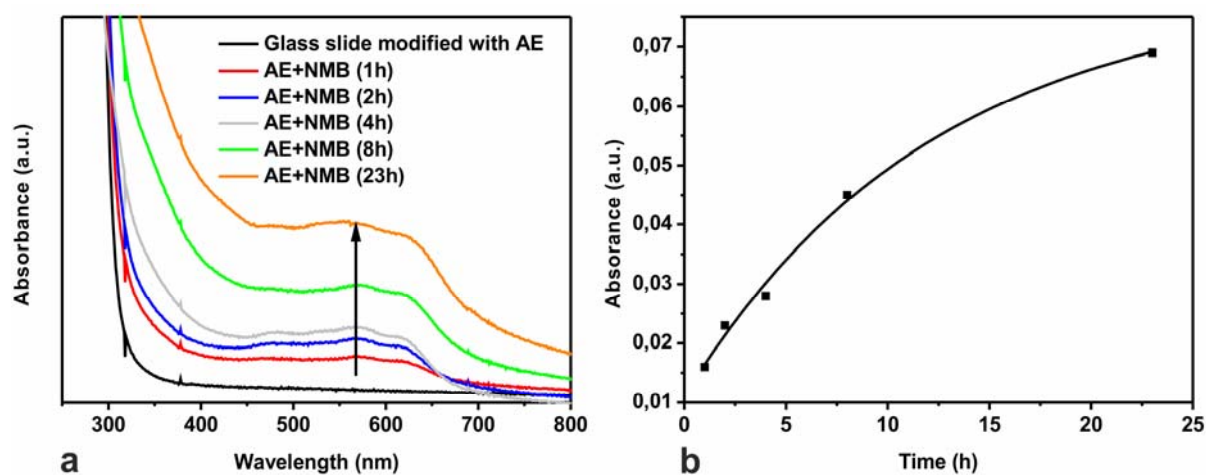 Absorbance (a.u.)
Glass slide modified with AE
AE+NMB (1h)
AE+NMB (2h)
AE+NMB (4h)
AE+NMB (8h)
AE+NMB (23h)
300 400 500 600 700 800
a
Wavelength (nm)
Absorance (a.u.)
0,07
0,06
0,05
0,04
0,03
0,02
0,01
0 5 10 15 20 25
b
Time (h)